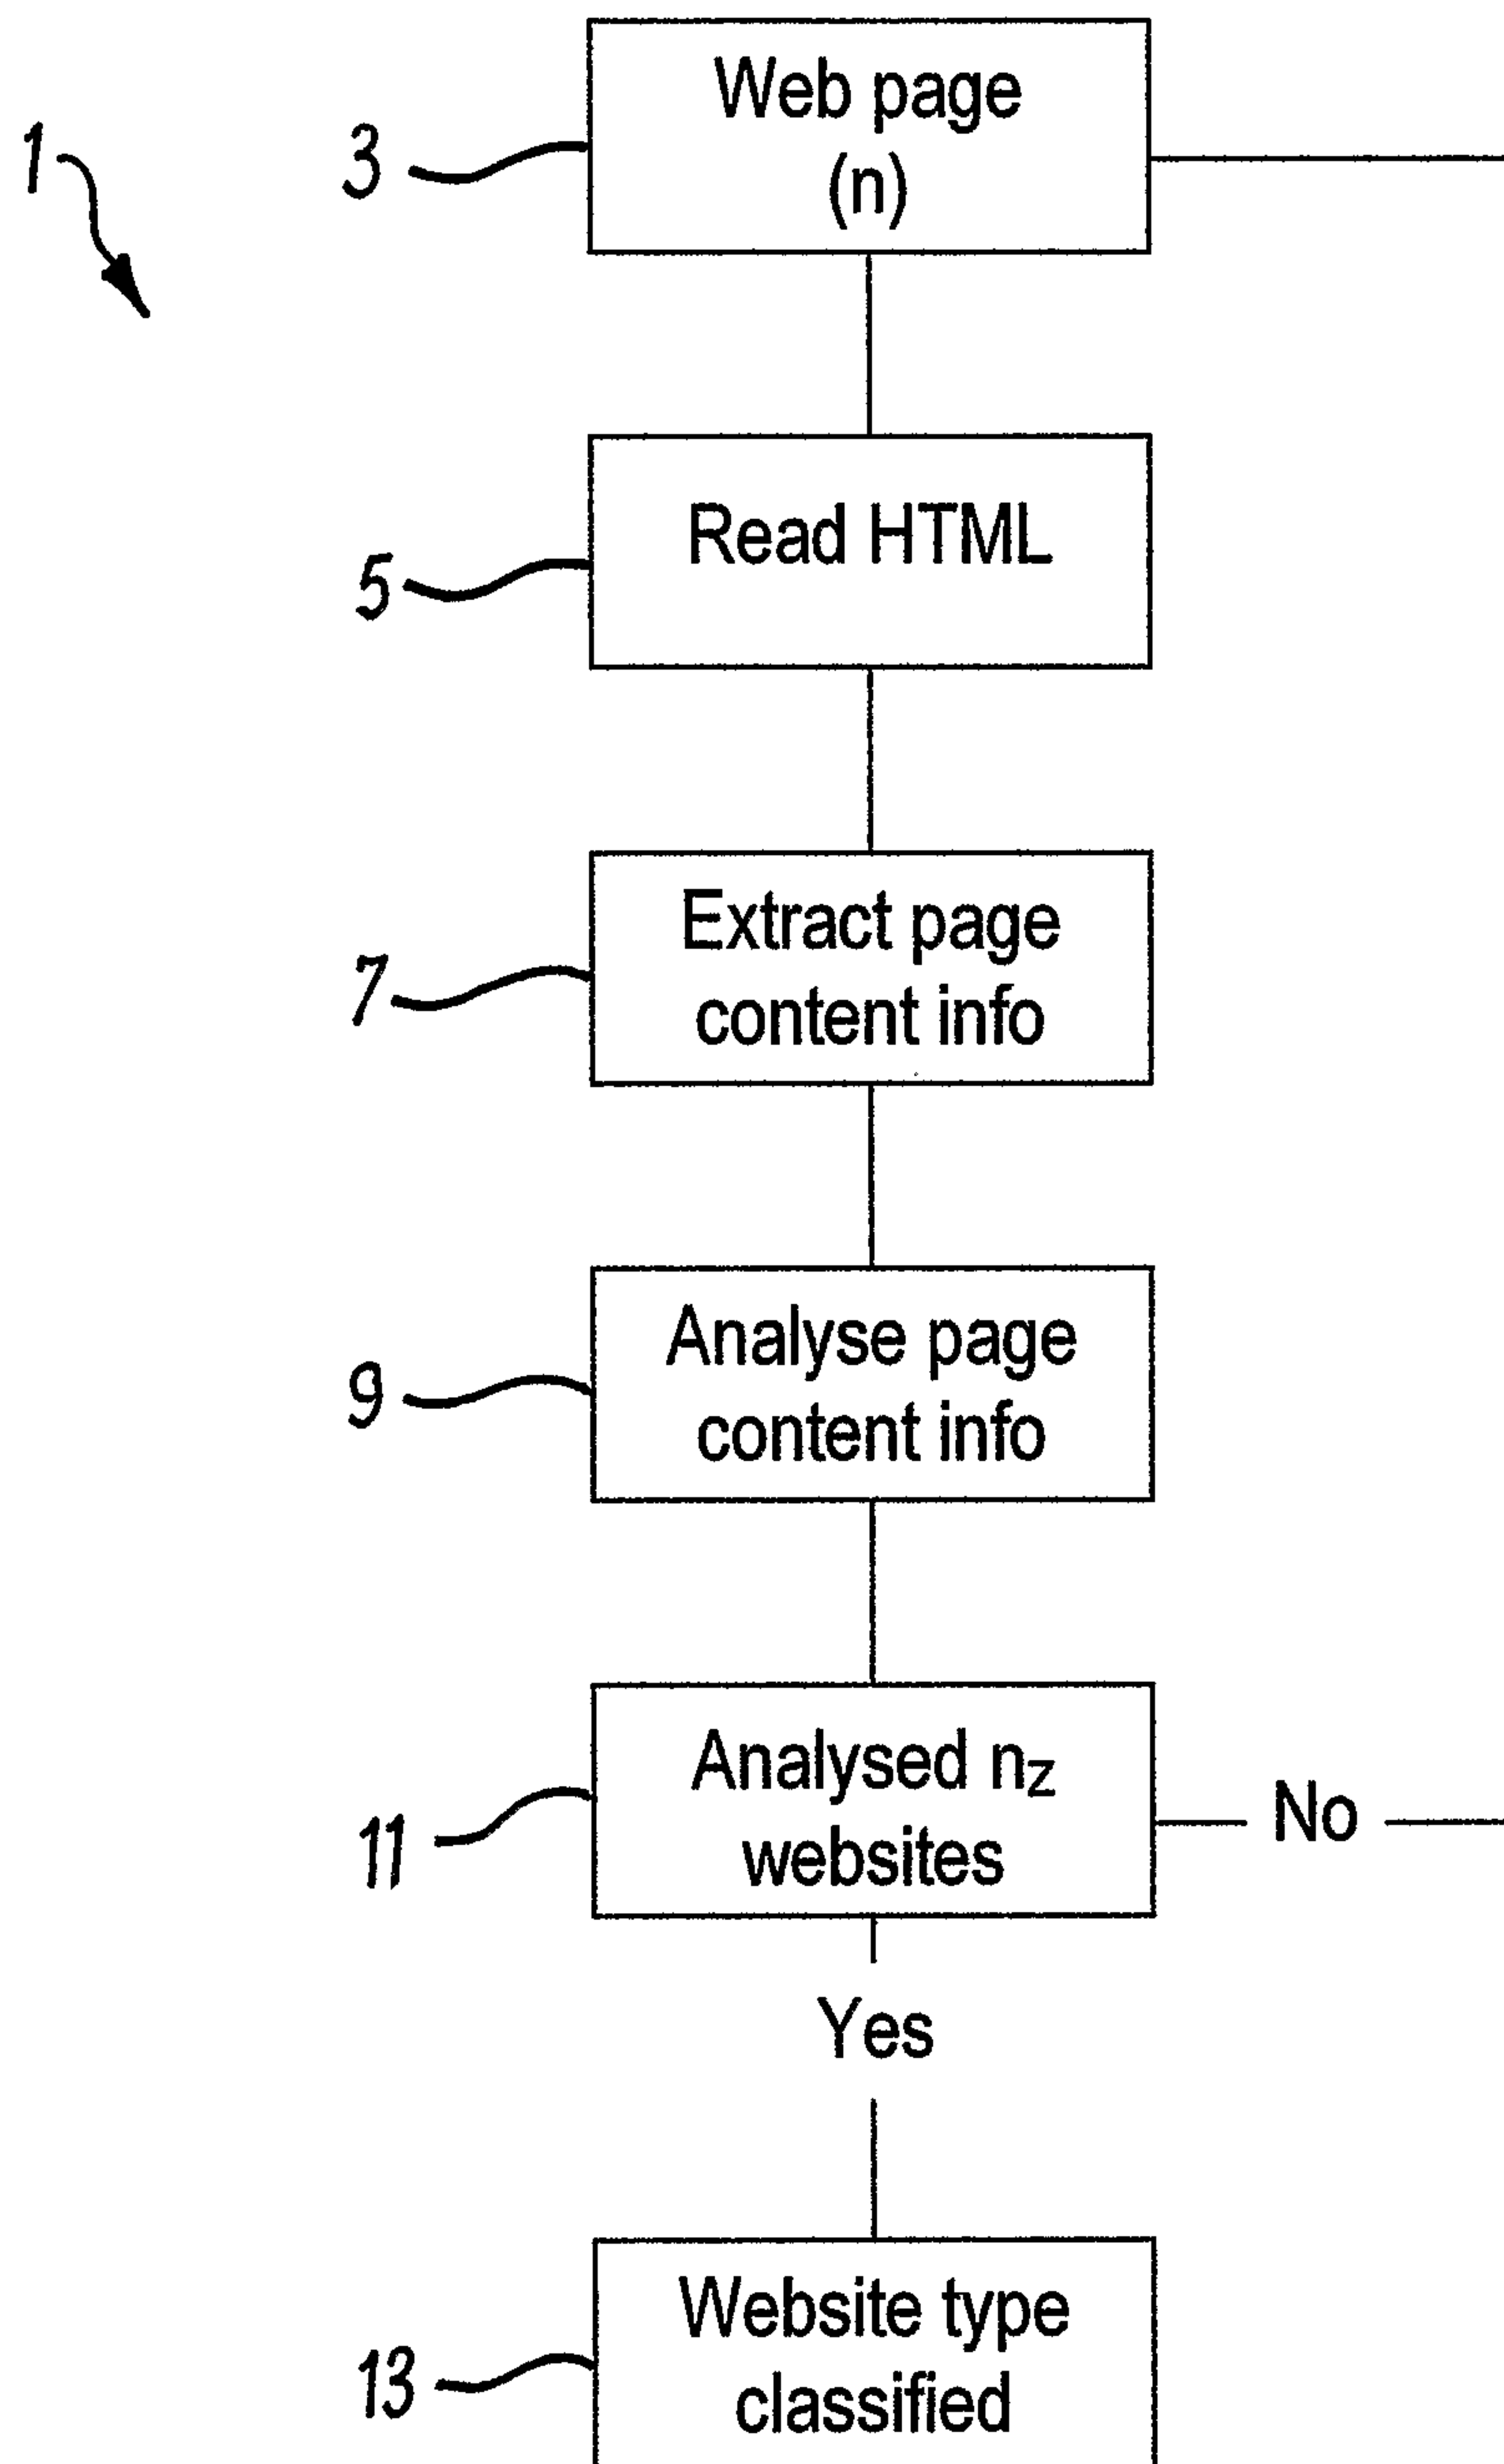 1
3
Web page
(n)
5
Read HTML
7
Extract page
content info
9
Analyse page
content info
11
Analysed nz
websites
No
Yes
13
Website type
classified